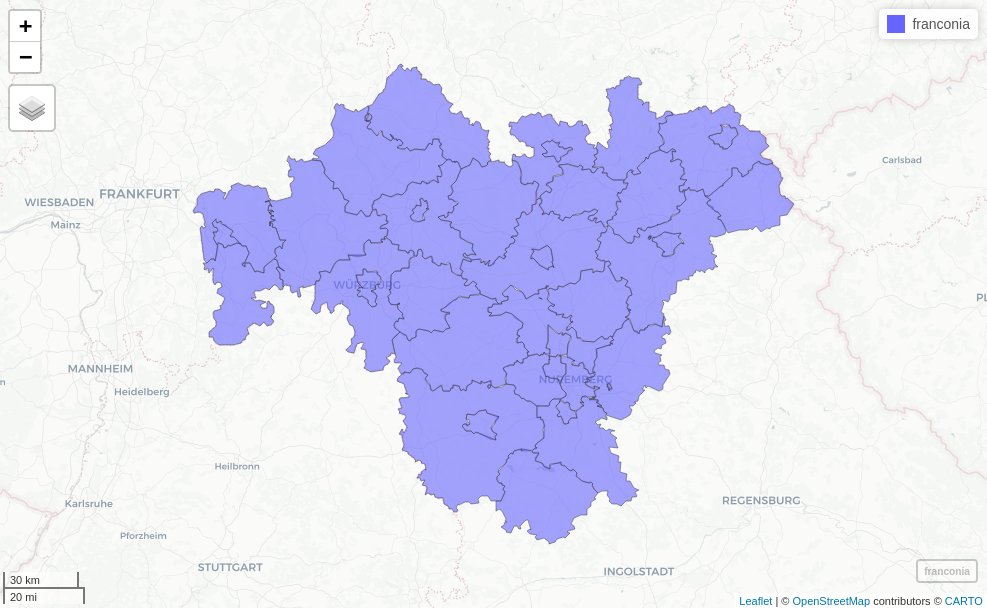 +
franconia
−
Carlsbad
FRANKFURT
WIESBADEN
Mainz
WÜRZBURG
PL
MANNHEIM
NUREMBERG
Heidelberg
Heilbronn
Karlsruhe
REGENSBURG
Pforzheim
STUTTGART
INGOLSTADT
franconia
30 km
20 mi
Leaflet | © OpenStreetMap contributors © CARTO